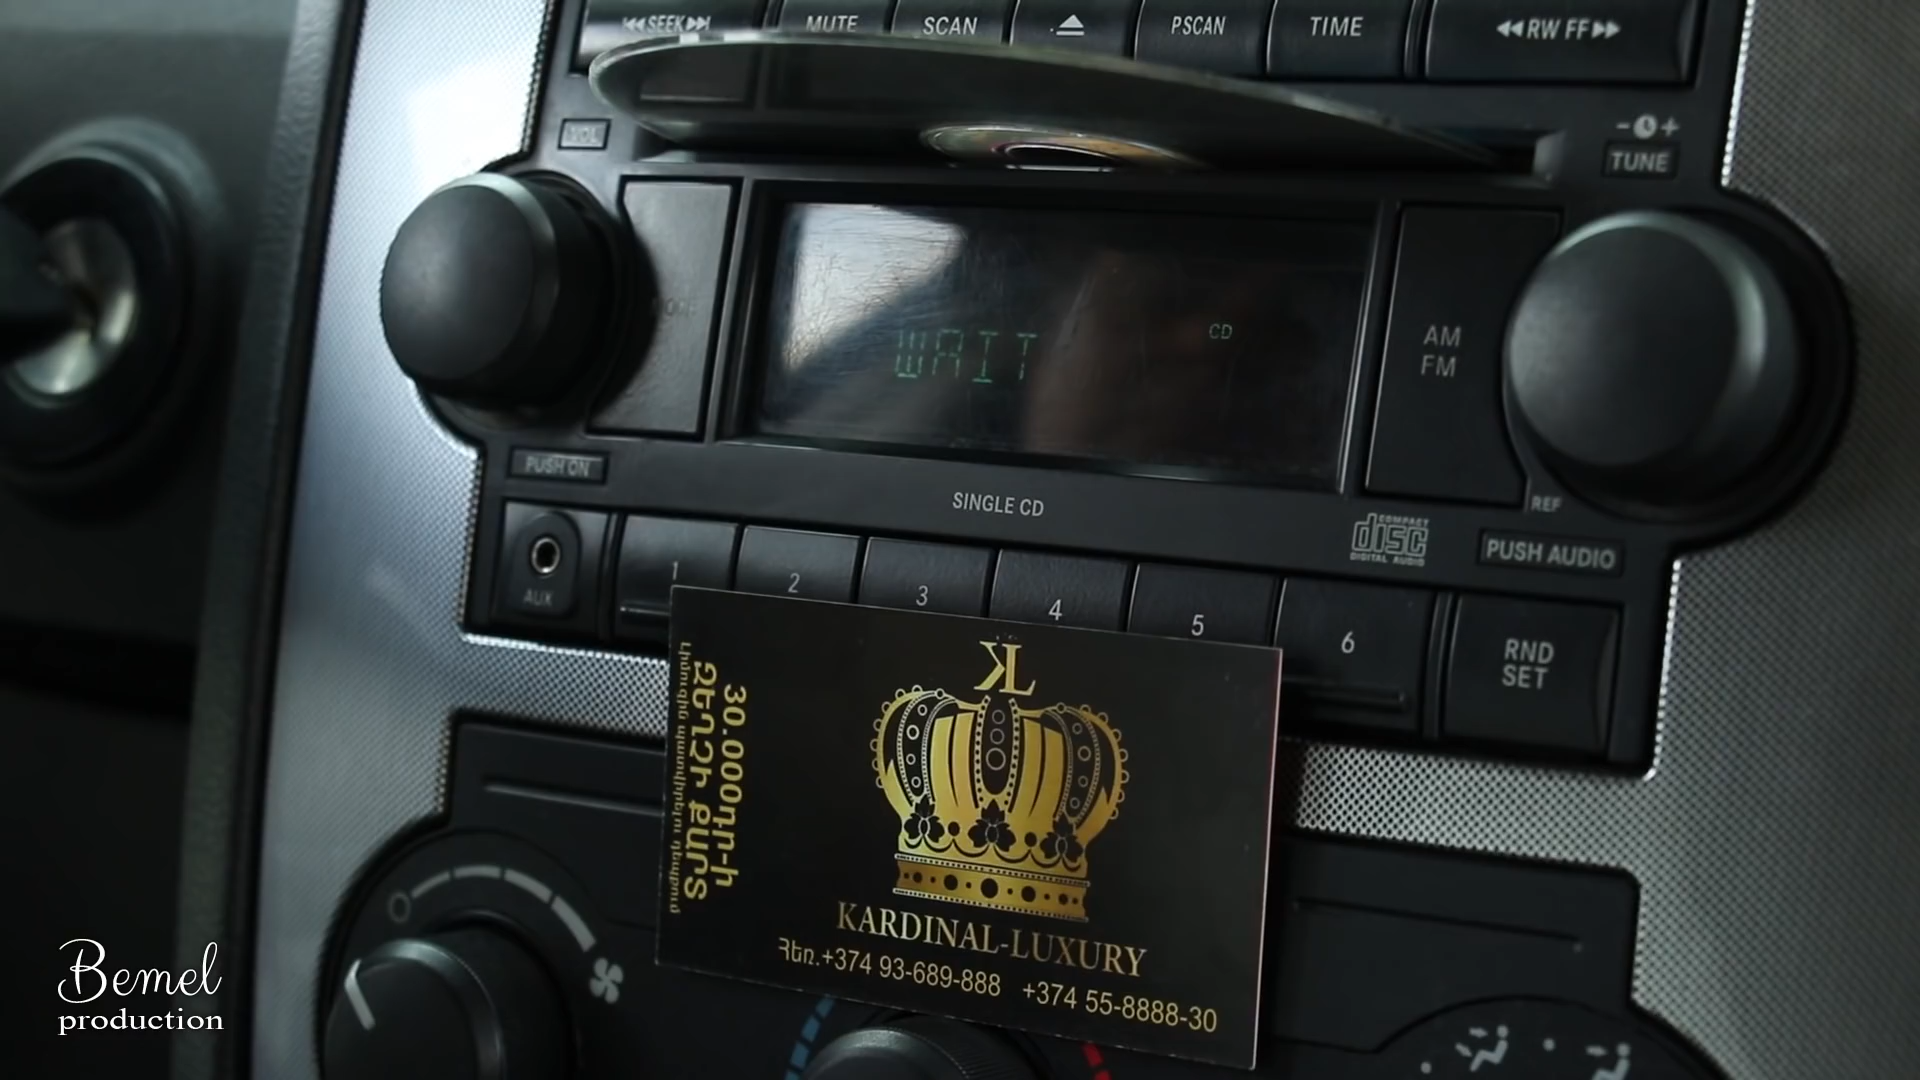 SEEK
MUTE
SCAN
PSCAN
TIME
RW FF
VOL
- +
TUNE
WAIT
CD
AM
FM
PUSH ON
SINGLE CD
REF
COMPACT
disc
DIGITAL AUDIO
PUSH AUDIO
AUX
1
2
3
4
5
6
RND
SET
30.000դր-ի
ԶԵՂՉԻ ՔԱՐՏ
KL
KARDINAL-LUXURY
Հեռ.+374 93-689-888 +374 55-8888-30
Bemel
production